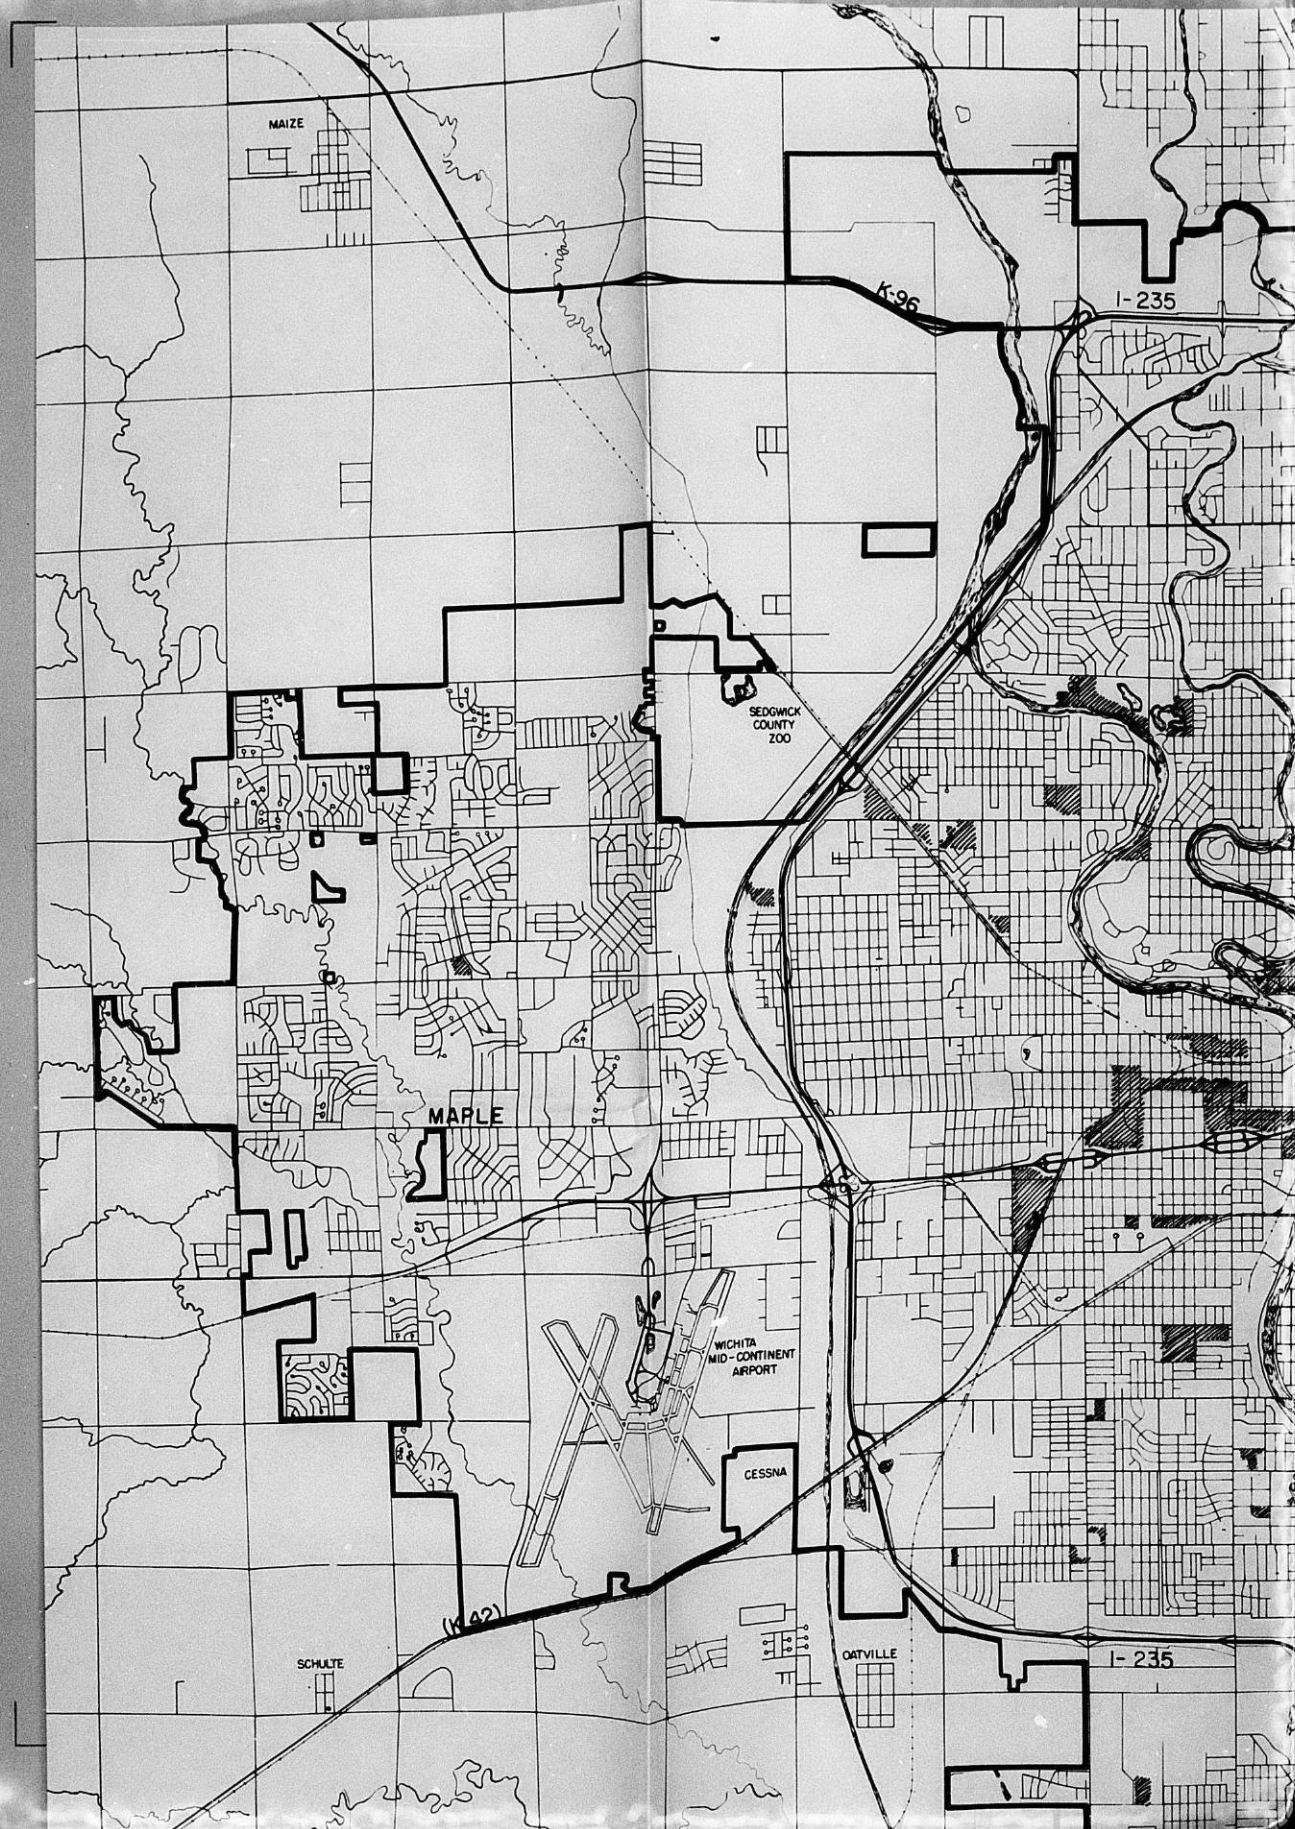 MAIZE
K-96
I-235
SEDGWICK
COUNTY
ZOO
MAPLE
WICHITA
MID-CONTINENT
AIRPORT
CESSNA
(K-42)
SCHULTE
OATVILLE
I-235